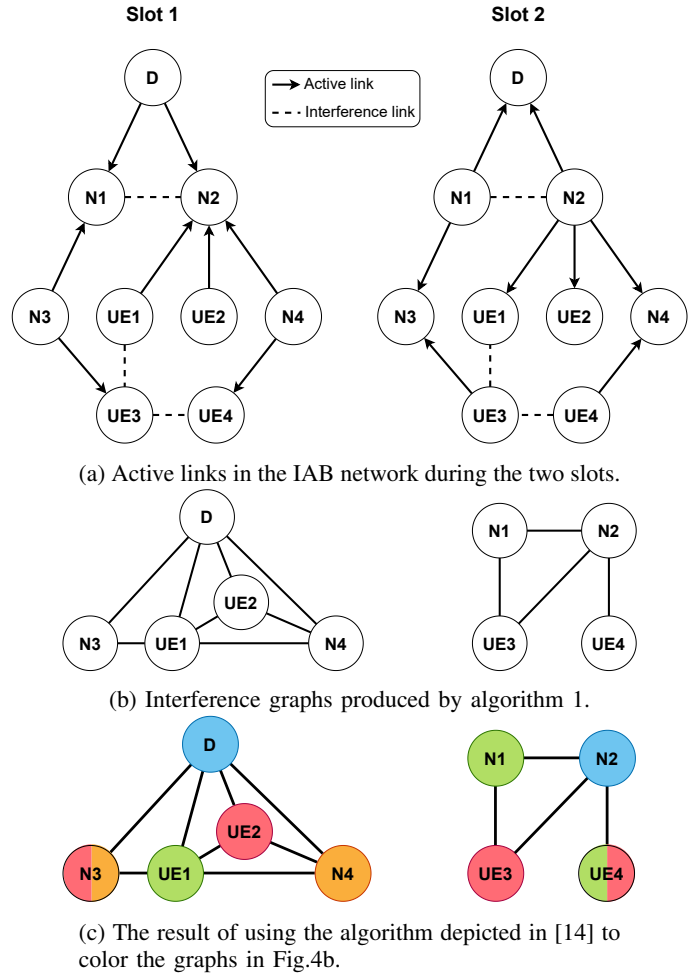 Slot 1
Slot 2
D
D
Active link
Interference link
N1
N2
N1
N2
N3
UE1
UE2
N4
N3
UE1
UE2
N4
UE3
UE4
UE3
UE4
(a) Active links in the IAB network during the two slots.
D
N1
N2
UE2
N3
UE1
N4
UE3
UE4
(b) Interference graphs produced by algorithm 1.
D
N1
N2
UE2
N3
UE1
N4
UE3
UE4
(c) The result of using the algorithm depicted in [14] to
color the graphs in Fig.4b.